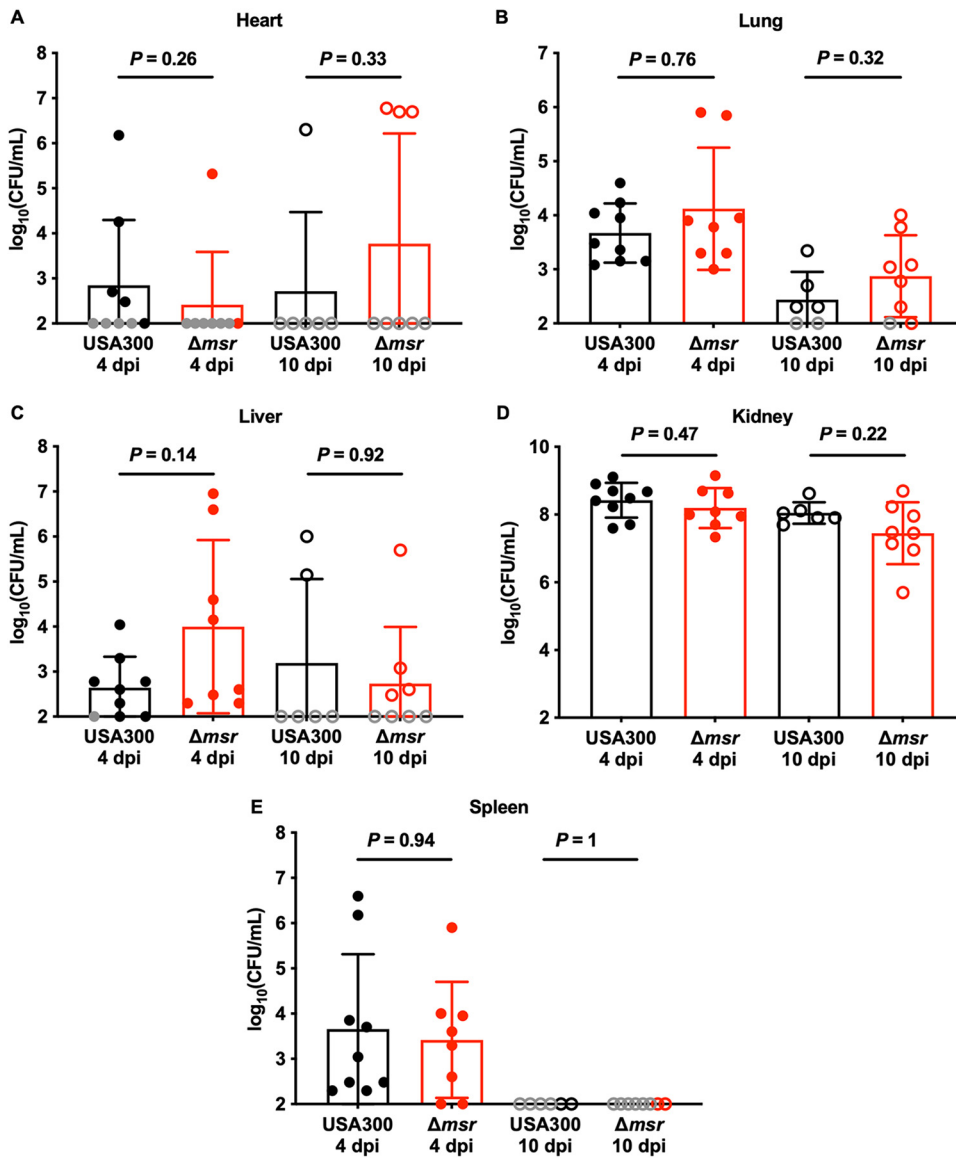 A
Heart
P = 0.26
P = 0.33
8
7
6
5
4
3
2
log10(CFU/mL)
USA300
4 dpi
Δmsr
4 dpi
USA300
10 dpi
Δmsr
10 dpi
B
Lung
P = 0.76
P = 0.32
7
6
5
4
3
2
log10(CFU/mL)
USA300
4 dpi
Δmsr
4 dpi
USA300
10 dpi
Δmsr
10 dpi
C
Liver
P = 0.14
P = 0.92
8
7
6
5
4
3
2
log10(CFU/mL)
USA300
4 dpi
Δmsr
4 dpi
USA300
10 dpi
Δmsr
10 dpi
D
Kidney
P = 0.47
P = 0.22
10
8
6
4
2
log10(CFU/mL)
USA300
4 dpi
Δmsr
4 dpi
USA300
10 dpi
Δmsr
10 dpi
E
Spleen
P = 0.94
P = 1
8
7
6
5
4
3
2
log10(CFU/mL)
USA300
4 dpi
Δmsr
4 dpi
USA300
10 dpi
Δmsr
10 dpi